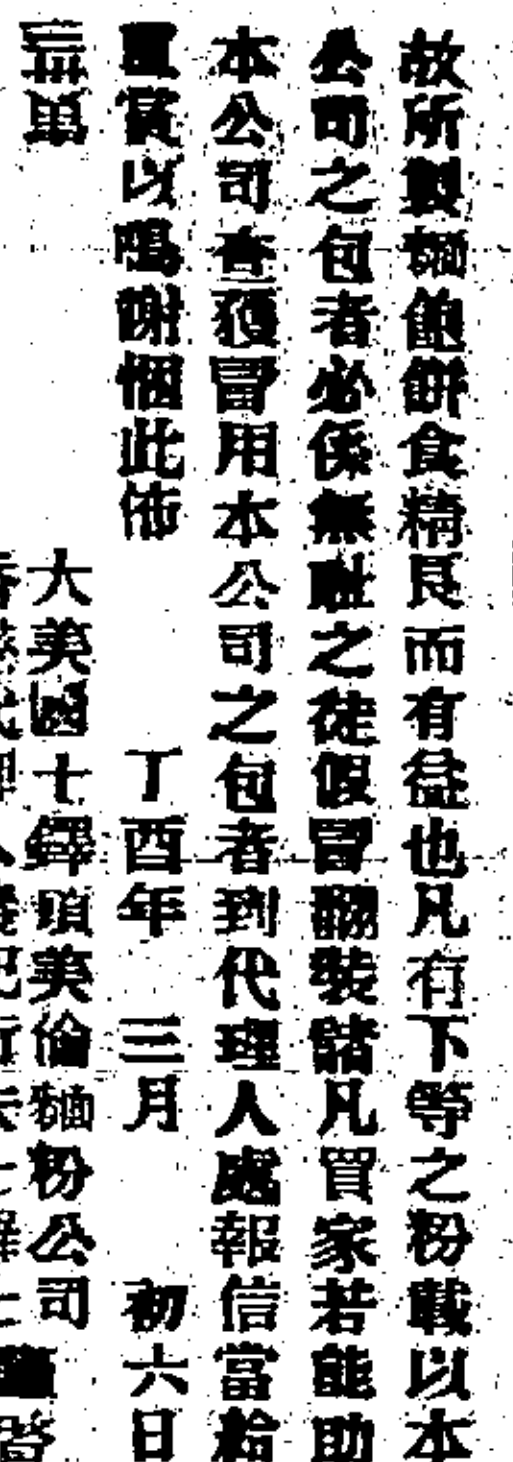 故所製麵飽餅食精良而有益也凡有下等之粉載以本
公司之包者必係無恥之徒假冒翻裝諸凡買家若能助
本公司查獲冒用本公司之包者到代理人處報信當給
重賞以鳴謝悃此佈 丁酉年 三月 初六日
大美國士鐸頭美倫麵粉公司